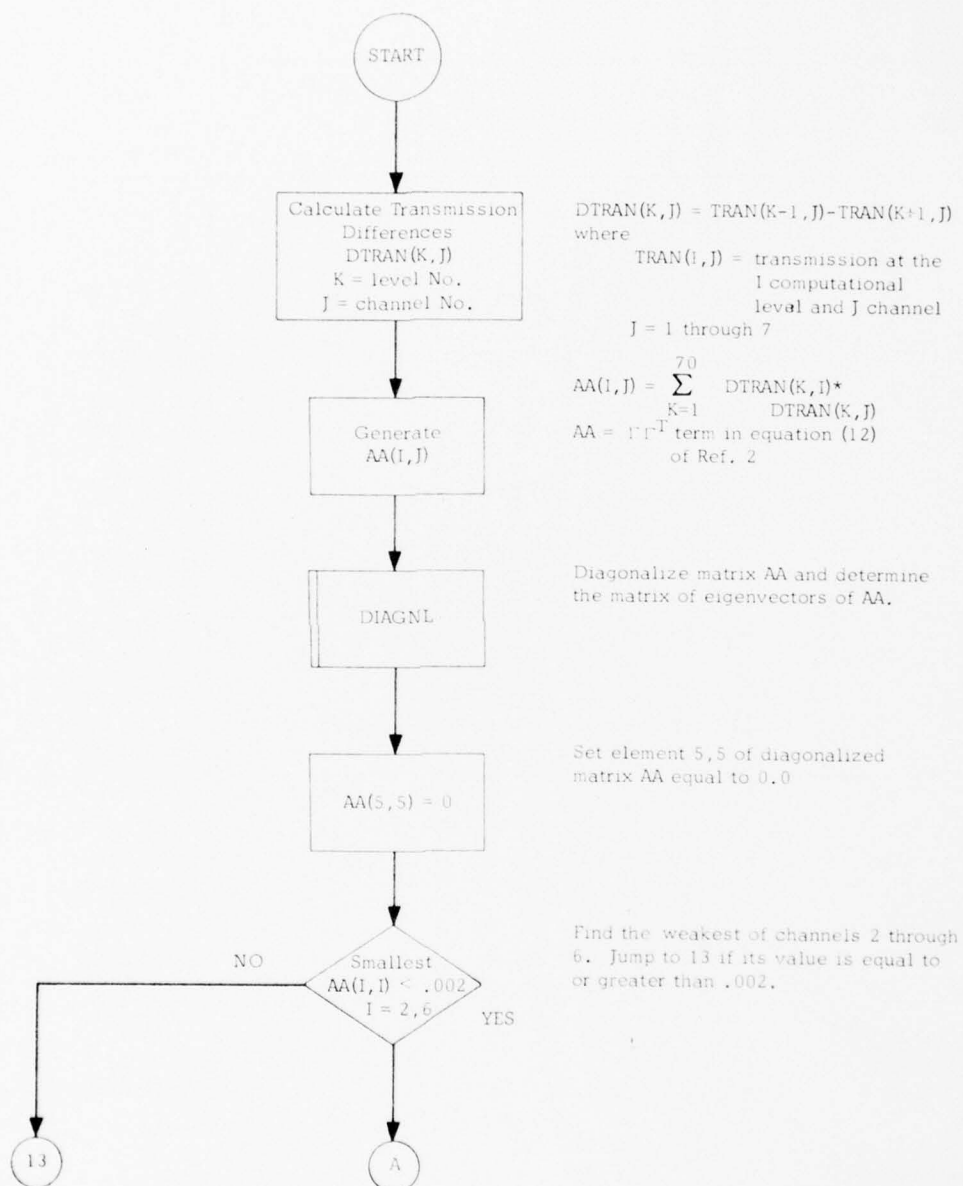 START
Calculate Transmission
Differences
DTRAN(K,J)
K = level No.
J = channel No.
DTRAN(K,J) = TRAN(K-1,J)-TRAN(K+1,J)
where
TRAN(I,J) = transmission at the
I computational
level and J channel
J = 1 through 7
Generate
AA(I,J)
70
AA(I,J) = Σ DTRAN(K,I)*
K=1 DTRAN(K,J)
AA = ΓΓᵀ term in equation (12)
of Ref. 2
DIAGNL
Diagonalize matrix AA and determine
the matrix of eigenvectors of AA.
AA(5,5) = 0
Set element 5,5 of diagonalized
matrix AA equal to 0.0
Smallest
AA(I,I) < .002
I = 2,6
NO
YES
Find the weakest of channels 2 through
6. Jump to 13 if its value is equal to
or greater than .002.
13
A